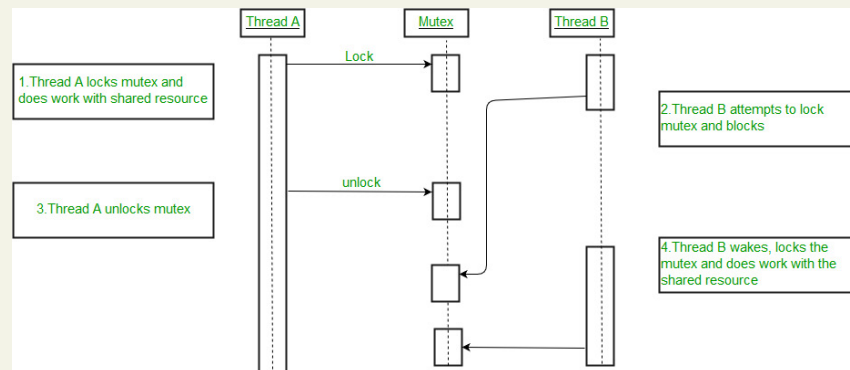 Thread A
Mutex
Thread B
Lock
1.Thread A locks mutex and
does work with shared resource
2.Thread B attempts to lock
mutex and blocks
unlock
3.Thread A unlocks mutex
4.Thread B wakes, locks the
mutex and does work with the
shared resource